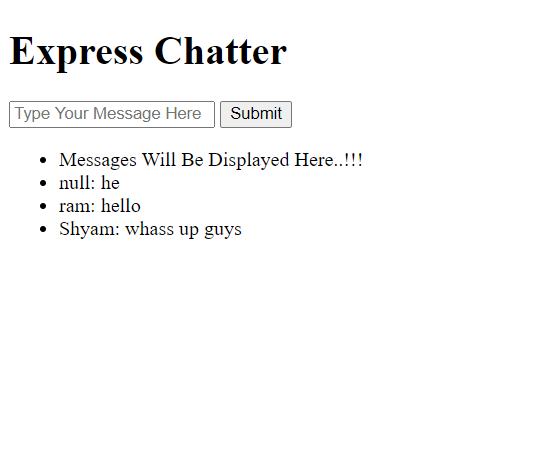 Express Chatter
Type Your Message Here Submit
Messages Will Be Displayed Here..!!!
null: he
ram: hello
Shyam: whass up guys